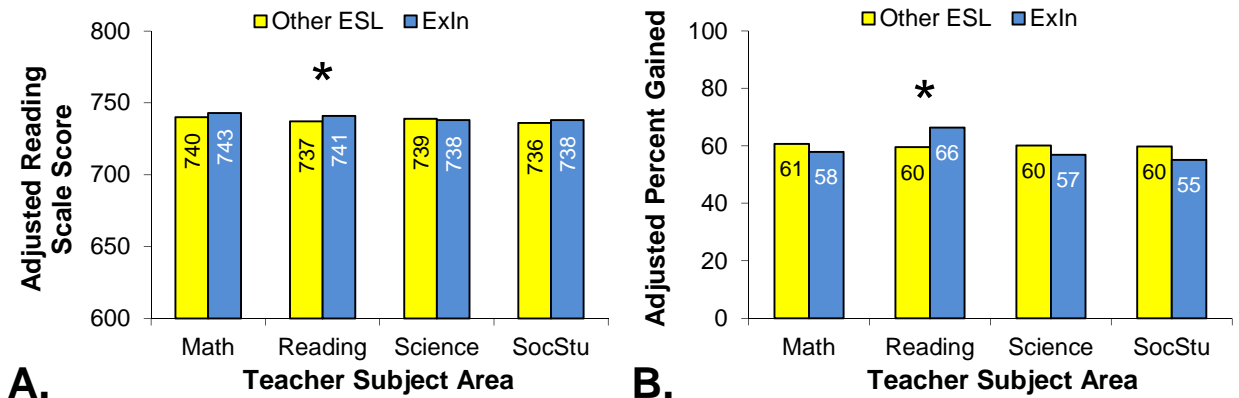 Other ESL ExIn
800
750
700
650
600
Adjusted Reading
Scale Score
*
740 743 737 741 739 738 736 738
Math Reading Science SocStu
Teacher Subject Area
A.
Other ESL ExIn
100
80
60
40
20
0
Adjusted Percent Gained
*
61 58 60 66 60 57 60 55
Math Reading Science SocStu
Teacher Subject Area
B.